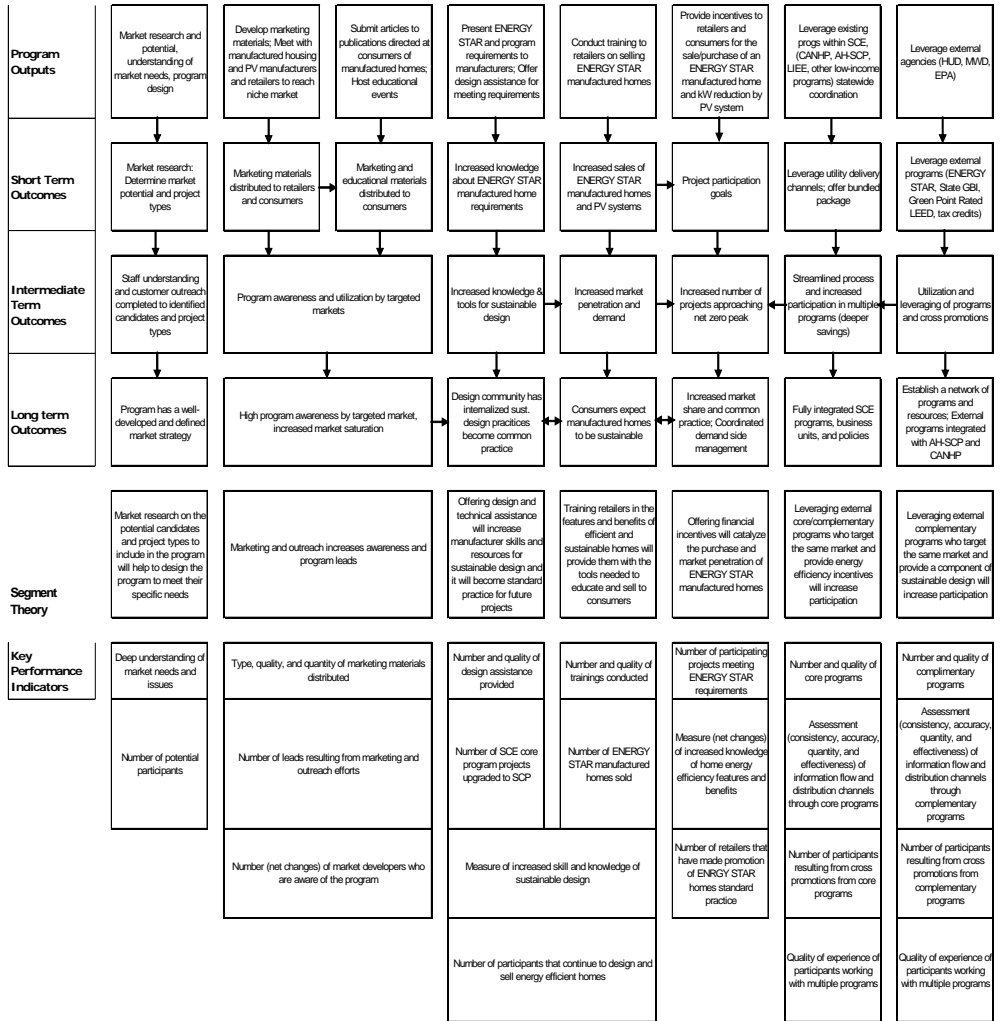 Program
Outputs
Market research and
potential,
understanding of
market needs, program
design
Develop marketing
materials; Meet with
manufactured housing
and PV manufacturers
and retailers to reach
niche market
Submit articles to
publications directed at
consumers of
manufactured homes;
Host educational
events
Present ENERGY
STAR and program
requirements to
manufacturers; Offer
design assistance for
meeting requirements
Conduct training to
retailers on selling
ENERGY STAR
manufactured homes
Provide incentives to
retailers and
consumers for the
sale/purchase of an
ENERGY STAR
manufactured home
and kW reduction by
PV system
Leverage existing
progs within SCE,
(CANHP, AH-SCP,
LIEE, other low-income
programs) statewide
coordination
Leverage external
agencies (HUD, MWD,
EPA)
Short Term
Outcomes
Market research:
Determine market
potential and project
types
Marketing materials
distributed to retailers
and consumers
Marketing and
educational materials
distributed to
consumers
Increased knowledge
about ENERGY STAR
manufactured home
requirements
Increased sales of
ENERGY STAR
manufactured homes
and PV systems
Project participation
goals
Leverage utility delivery
channels; offer bundled
package
Leverage external
programs (ENERGY
STAR, State GBI,
Green Point Rated
LEED, tax credits)
Intermediate
Term
Outcomes
Staff understanding
and customer outreach
completed to identified
candidates and project
types
Program awareness and utilization by targeted
markets
Increased knowledge &
tools for sustainable
design
Increased market
penetration and
demand
Increased number of
projects approaching
net zero peak
Streamlined process
and increased
participation in multiple
programs (deeper
savings)
Utilization and
leveraging of programs
and cross promotions
Long term
Outcomes
Program has a well-
developed and defined
market strategy
High program awareness by targeted market,
increased market saturation
Design community has
internalized sust.
design pracitices
become common
practice
Consumers expect
manufactured homes
to be sustainable
Increased market
share and common
practice; Coordinated
demand side
management
Fully integrated SCE
programs, business
units, and policies
Establish a network of
programs and
resources; External
programs integrated
with AH-SCP and
CANHP
Segment
Theory
Market research on the
potential candidates
and project types to
include in the program
will help to design the
program to meet their
specific needs
Marketing and outreach increases awareness and
program leads
Offering design and
technical assistance
will increase
manufacturer skills and
resources for
sustainable design and
it will become standard
practice for future
projects
Training retailers in the
features and benefits of
efficient and
sustainable homes will
provide them with the
tools needed to
educate and sell to
consumers
Offering financial
incentives will catalyze
the purchase and
market penetration of
ENERGY STAR
manufactured homes
Leveraging external
core/complementary
programs who target
the same market and
provide energy
efficiency incentives
will increase
participation
Leveraging external
complementary
programs who target
the same market and
provide a component of
sustainable design will
increase participation
Key
Performance
Indicators
Deep understanding of
market needs and
issues
Type, quality, and quantity of marketing materials
distributed
Number and quality of
design assistance
provided
Number and quality of
trainings conducted
Number of participating
projects meeting
ENERGY STAR
requirements
Number and quality of
core programs
Number and quality of
complimentary
programs
Number of potential
participants
Number of leads resulting from marketing and
outreach efforts
Number of SCE core
program projects
upgraded to SCP
Number of ENERGY
STAR manufactured
homes sold
Measure (net changes)
of increased knowledge
of home energy
efficiency features and
benefits
Assessment
(consistency, accuracy,
quantity, and
effectiveness) of
information flow and
distribution channels
through core programs
Assessment
(consistency, accuracy,
quantity, and
effectiveness) of
information flow and
distribution channels
through
complementary
programs
Number (net changes) of market developers who
are aware of the program
Measure of increased skill and knowledge of
sustainable design
Number of retailers that
have made promotion
of ENRGY STAR
homes standard
practice
Number of participants
resulting from cross
promotions from core
programs
Number of participants
resulting from cross
promotions from
complementary
programs
Number of participants that continue to design and
sell energy efficient homes
Quality of experience of
participants working
with multiple programs
Quality of experience of
participants working
with multiple programs